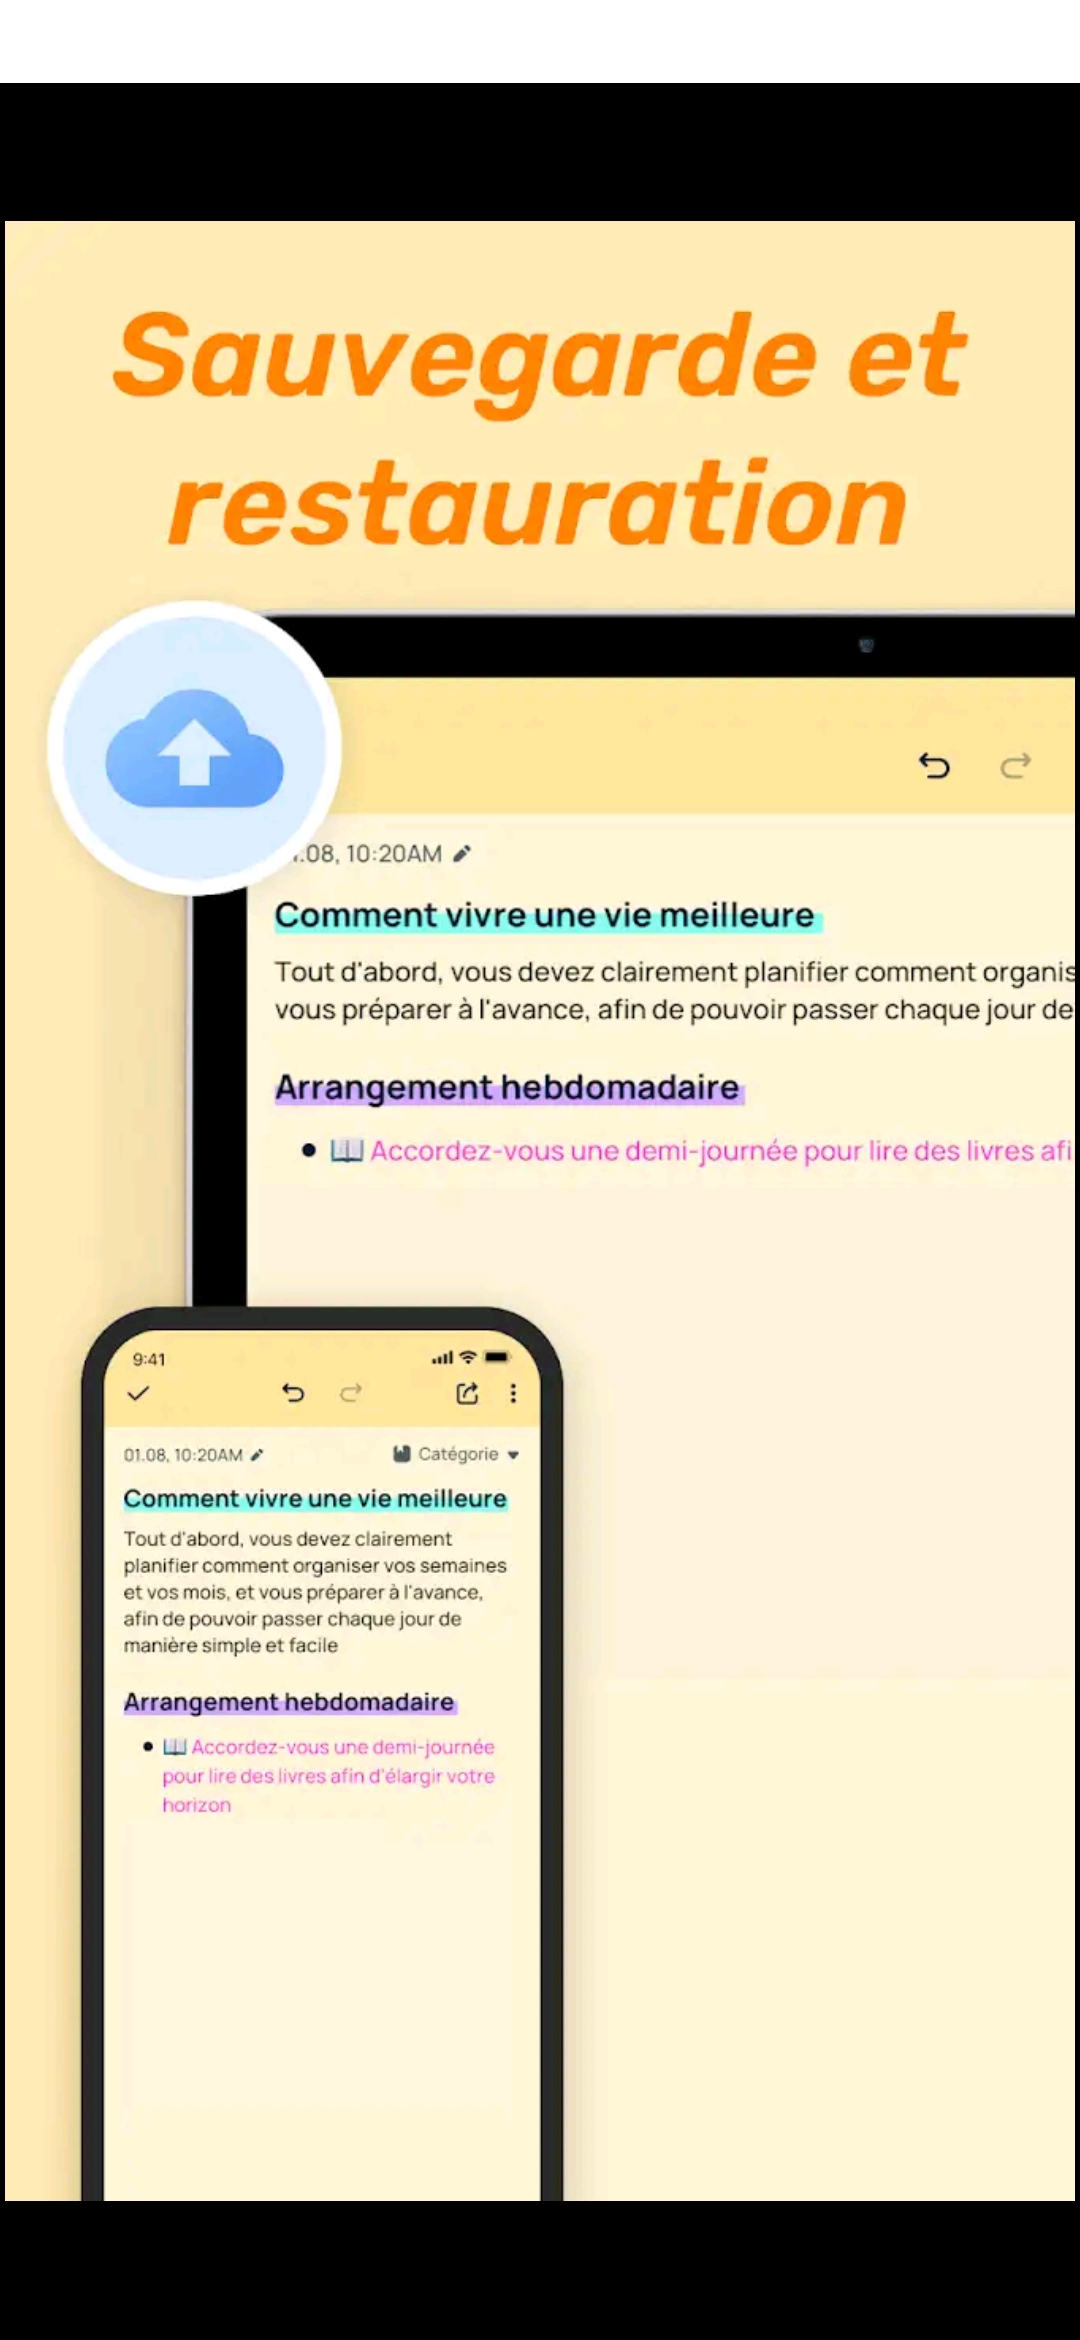 Sauvegarde et
restauration
.08, 10:20AM
Comment vivre une vie meilleure
Tout d'abord, vous devez clairement planifier comment organis
vous préparer à l'avance, afin de pouvoir passer chaque jour de
Arrangement hebdomadaire
Accordez-vous une demi-journée pour lire des livres afi
9:41
01.08, 10:20AM Catégorie
Comment vivre une vie meilleure
Tout d'abord, vous devez clairement
planifier comment organiser vos semaines
et vos mois, et vous préparer à l'avance,
afin de pouvoir passer chaque jour de
manière simple et facile
Arrangement hebdomadaire
Accordez-vous une demi-journée
pour lire des livres afin d'élargir votre
horizon